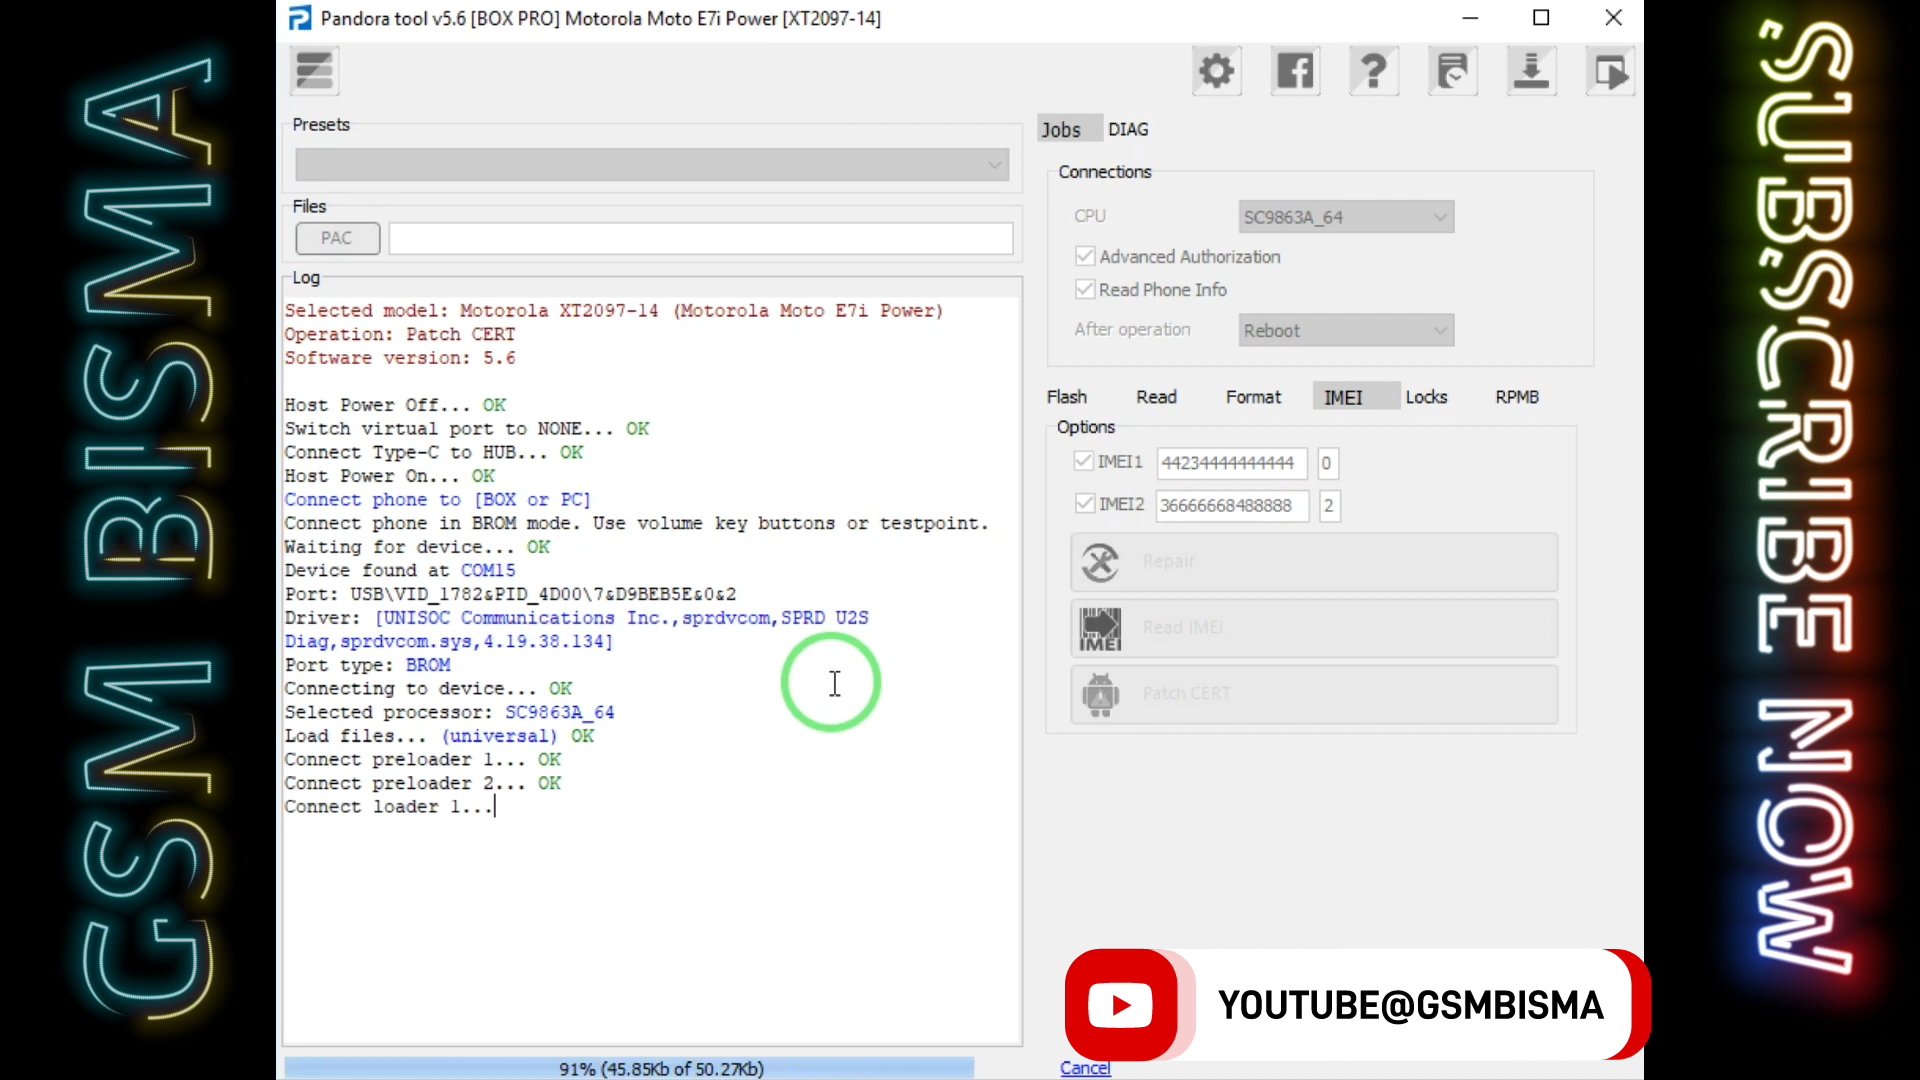 GSM BISMA
Pandora tool v5.6 [BOX PRO] Motorola Moto E7i Power [XT2097-14]
Presets
Files
PAC
Log
Selected model: Motorola XT2097-14 (Motorola Moto E7i Power)
Operation: Patch CERT
Software version: 5.6
Host Power Off... OK
Switch virtual port to NONE... OK
Connect Type-C to HUB... OK
Host Power On... OK
Connect phone to [BOX or PC]
Connect phone in BROM mode. Use volume key buttons or testpoint.
Waiting for device... OK
Device found at COM15
Port: USB\VID_1782&PID_4D00\7&D9BEB5E&0&2
Driver: [UNISOC Communications Inc.,sprdvcom,SPRD U2S
Diag,sprdvcom.sys,4.19.38.134]
Port type: BROM
Connecting to device... OK
Selected processor: SC9863A_64
Load files... (universal) OK
Connect preloader 1... OK
Connect preloader 2... OK
Connect loader 1...
91% (45.85Kb of 50.27Kb)
Jobs DIAG
Connections
CPU SC9863A_64
Advanced Authorization
Read Phone Info
After operation Reboot
Flash Read Format IMEI Locks RPMB
Options
IMEI1 44234444444444 0
IMEI2 36666668488888 2
Repair
IMEI Read IMEI
Patch CERT
YOUTUBE@GSMBISMA
Cancel
SUBSCRIBE NOW